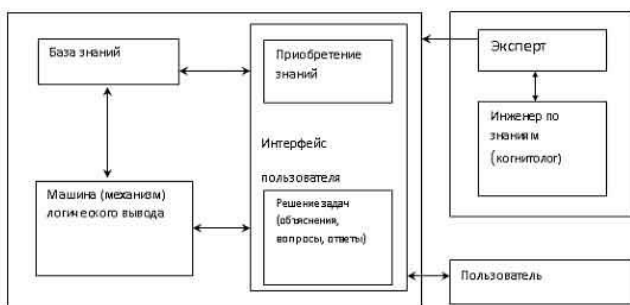 База знаний
Приобретение
знаний
Интерфейс
пользователя
Машина (механизм)
логического вывода
Решение задач
(объяснения,
вопросы, ответы)
Эксперт
Инженер по
знаниям
(когнитолог)
Пользователь